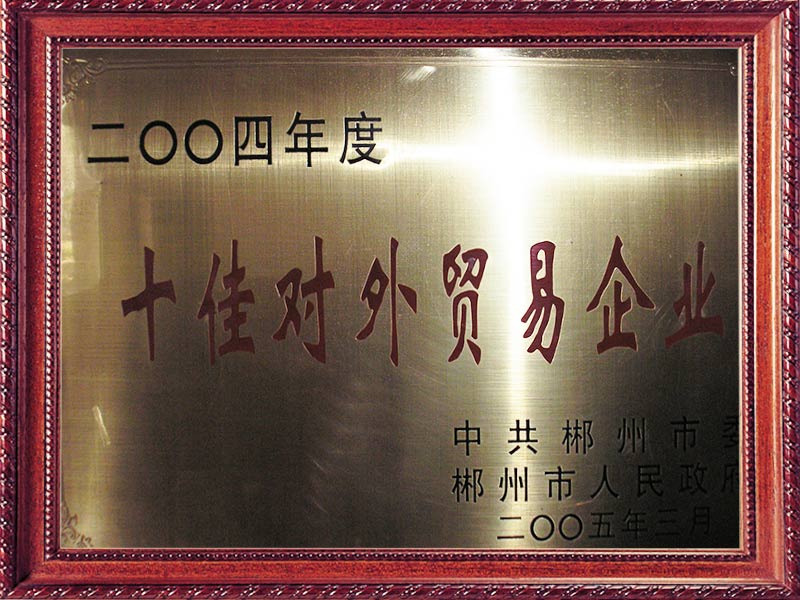 二〇〇四年度
十佳对外贸易企业
中共郴州市委
郴州市人民政府
二〇〇五年三月